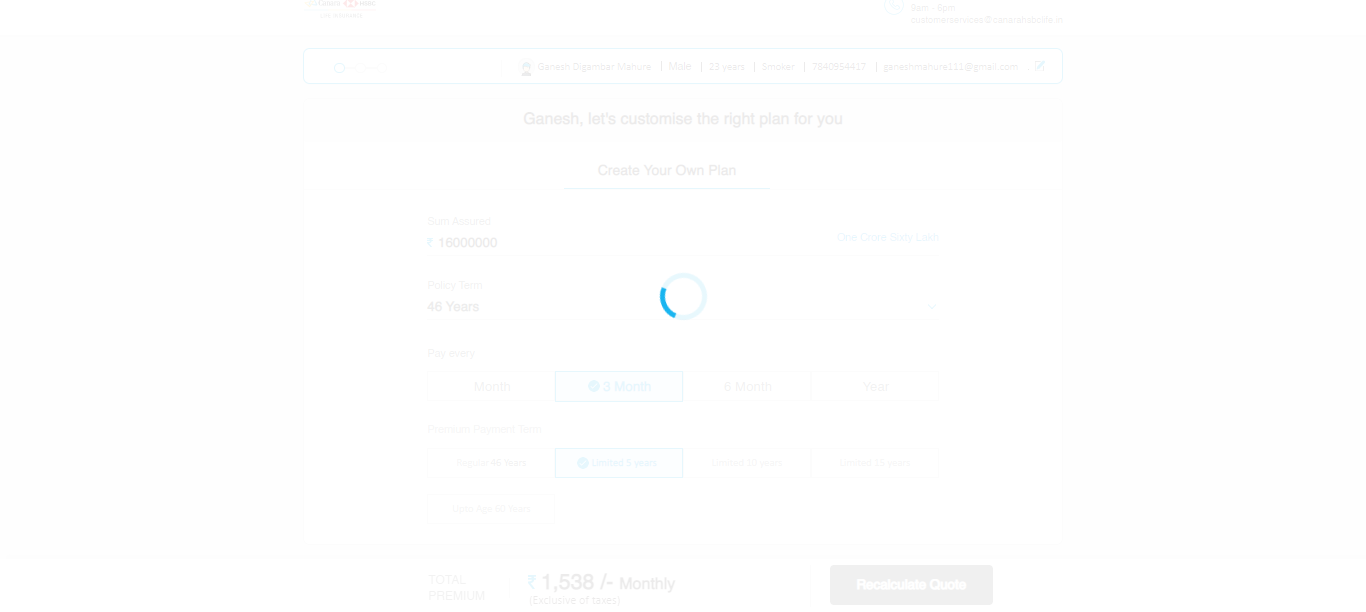 HSBC
9am - 6pm
customerservices@canarahsbclife.in
Ganesh Digambar Mahure | Male | 23 years | Smoker | 7840954417 | ganeshmahure111@gmail.com
Ganesh, let's customise the right plan for you
Create Your Own Plan
Sum Assured
₹ 16000000
One Crore Sixty Lakh
Policy Term
46 Years
Pay every
Month 3 Month 6 Month Year
Premium Payment Term
Regular 46 Years Limited 5 years Limited 10 years Limited 15 years
Upto Age 60 Years
TOTAL PREMIUM
₹ 1,538 /- Monthly
(Exclusive of taxes)
Recalculate Quote